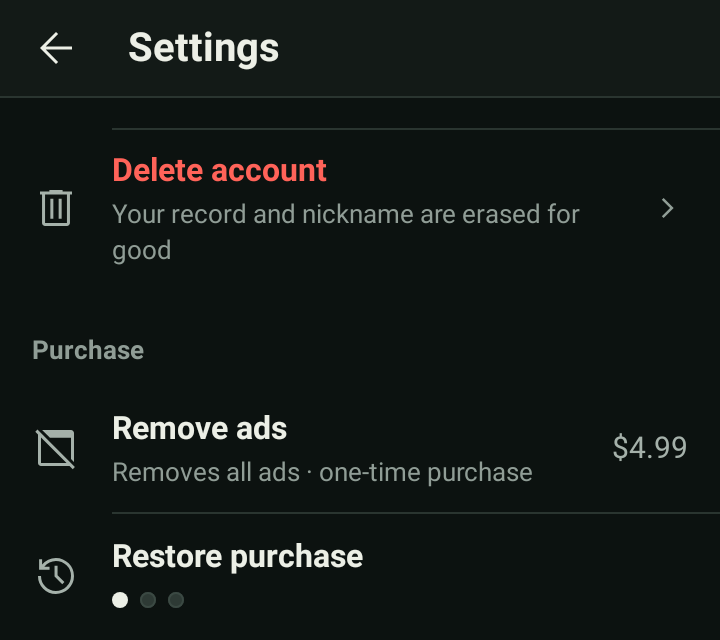 Settings
Delete account
Your record and nickname are erased for
good
Purchase
Remove ads
$4.99
Removes all ads · one-time purchase
Restore purchase